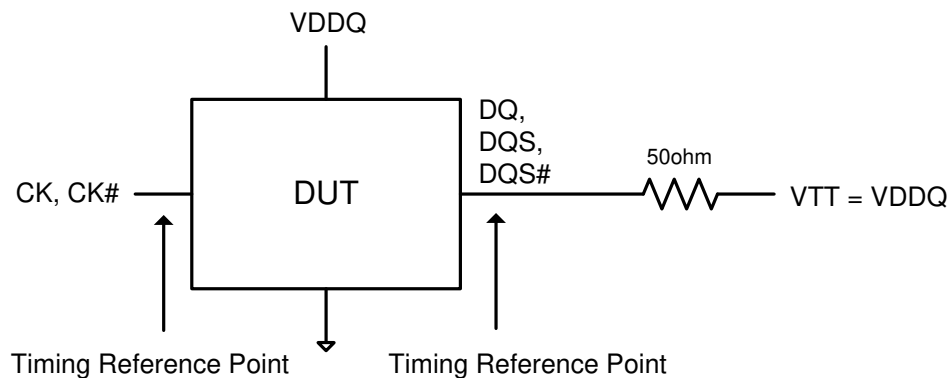 VDDQ
DQ,
DQS,
DQS#
50ohm
CK, CK#
DUT
VTT = VDDQ
Timing Reference Point
Timing Reference Point